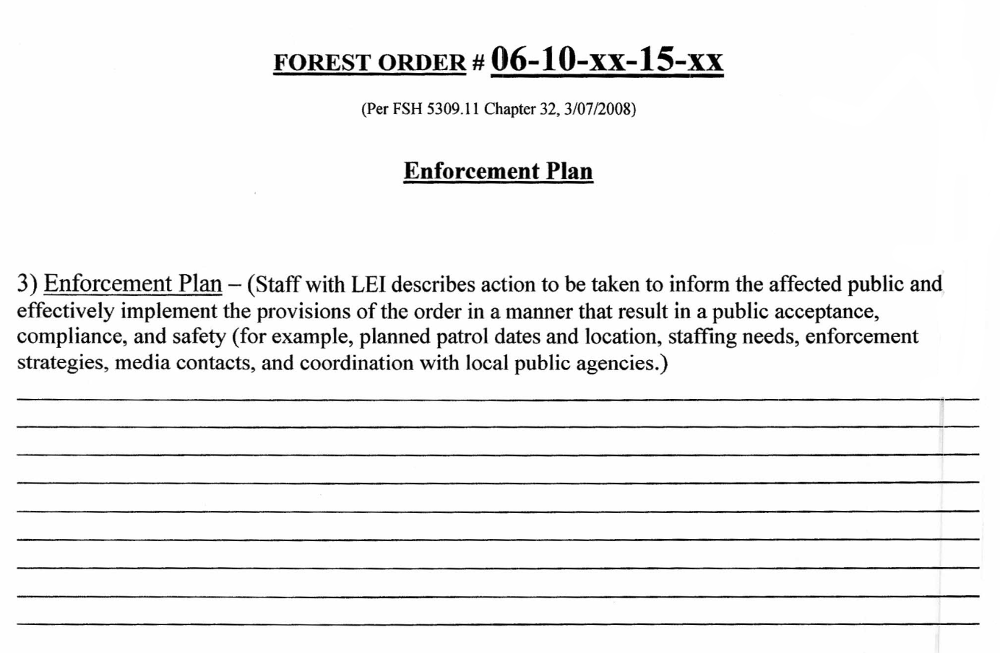 FOREST ORDER # 06-10-xx-15-xx
(Per FSH 5309.11 Chapter 32, 3/07/2008)
Enforcement Plan
3) Enforcement Plan – (Staff with LEI describes action to be taken to inform the affected public and
effectively implement the provisions of the order in a manner that result in a public acceptance,
compliance, and safety (for example, planned patrol dates and location, staffing needs, enforcement
strategies, media contacts, and coordination with local public agencies.)